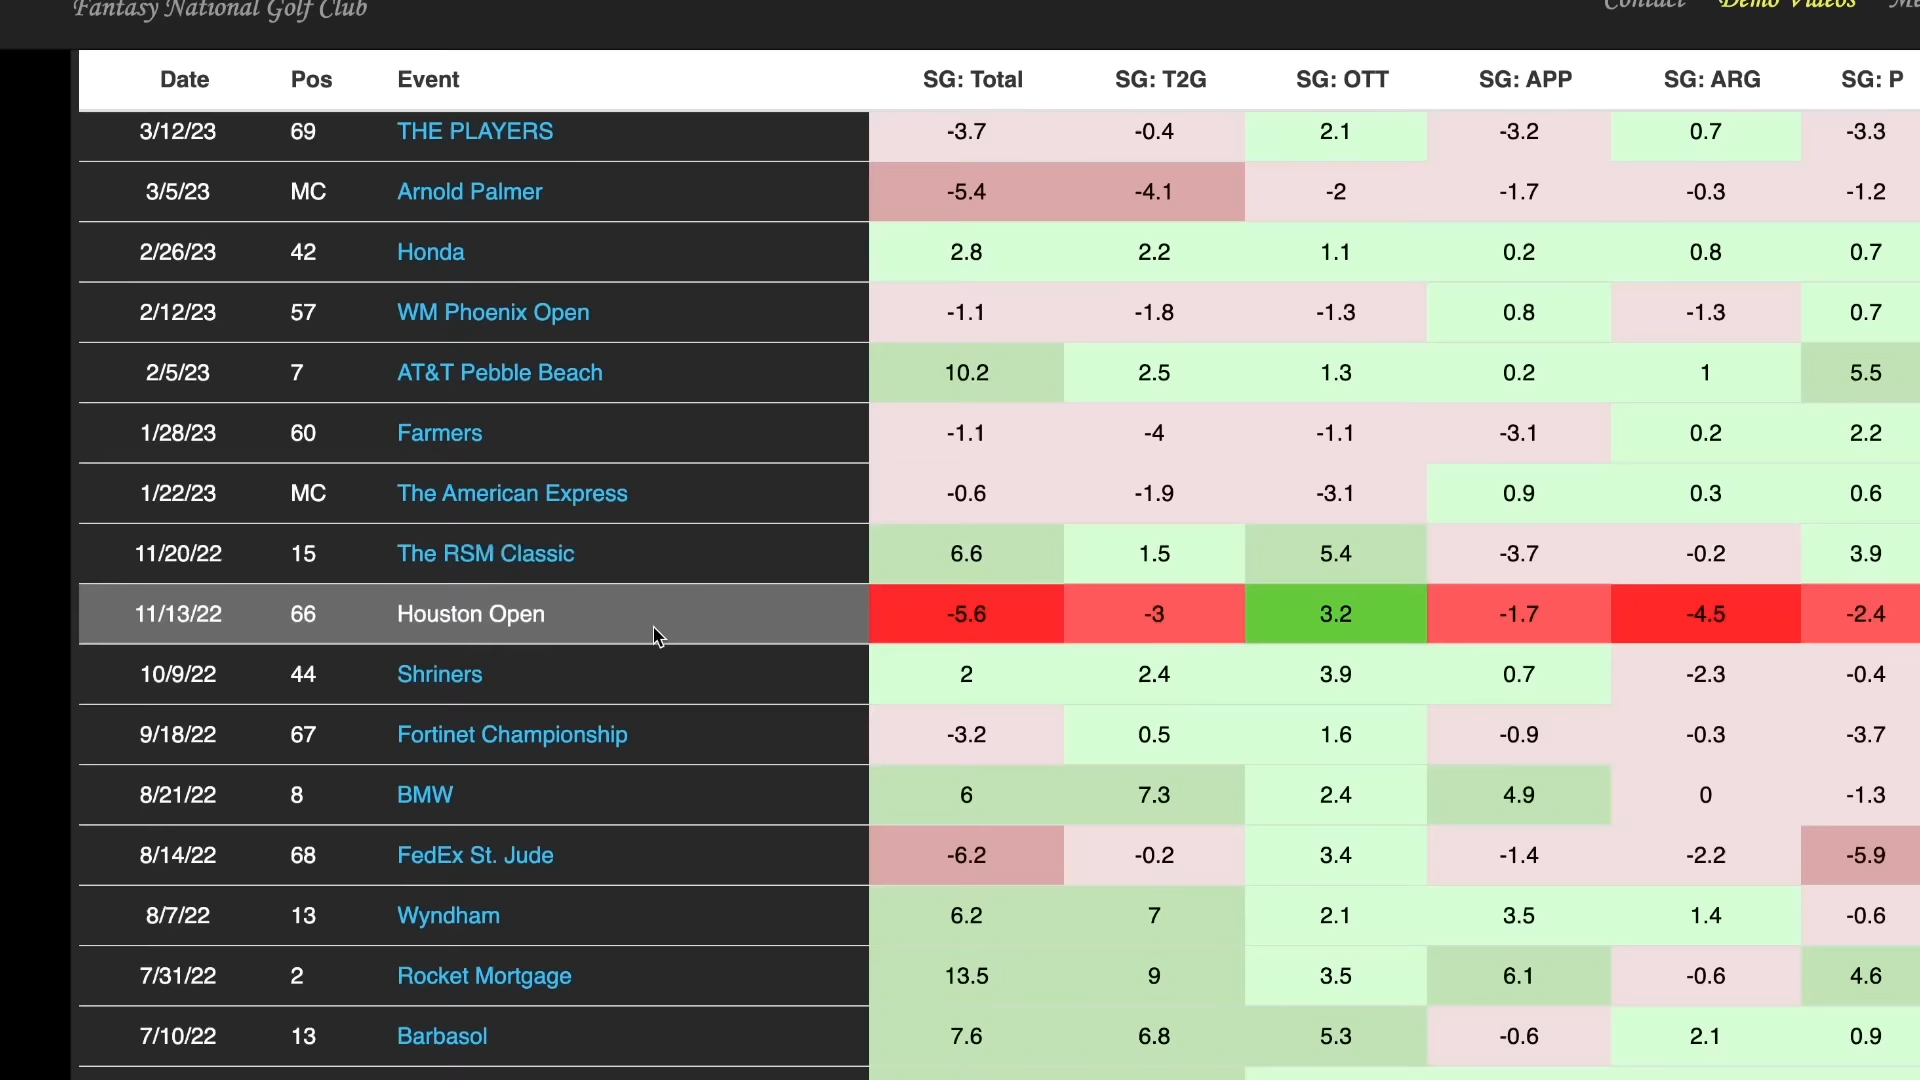 Fantasy National Golf Club Contact Demo Videos Me
Date Pos Event SG: Total SG: T2G SG: OTT SG: APP SG: ARG SG: P
3/12/23 69 THE PLAYERS -3.7 -0.4 2.1 -3.2 0.7 -3.3
3/5/23 MC Arnold Palmer -5.4 -4.1 -2 -1.7 -0.3 -1.2
2/26/23 42 Honda 2.8 2.2 1.1 0.2 0.8 0.7
2/12/23 57 WM Phoenix Open -1.1 -1.8 -1.3 0.8 -1.3 0.7
2/5/23 7 AT&T Pebble Beach 10.2 2.5 1.3 0.2 1 5.5
1/28/23 60 Farmers -1.1 -4 -1.1 -3.1 0.2 2.2
1/22/23 MC The American Express -0.6 -1.9 -3.1 0.9 0.3 0.6
11/20/22 15 The RSM Classic 6.6 1.5 5.4 -3.7 -0.2 3.9
11/13/22 66 Houston Open -5.6 -3 3.2 -1.7 -4.5 -2.4
10/9/22 44 Shriners 2 2.4 3.9 0.7 -2.3 -0.4
9/18/22 67 Fortinet Championship -3.2 0.5 1.6 -0.9 -0.3 -3.7
8/21/22 8 BMW 6 7.3 2.4 4.9 0 -1.3
8/14/22 68 FedEx St. Jude -6.2 -0.2 3.4 -1.4 -2.2 -5.9
8/7/22 13 Wyndham 6.2 7 2.1 3.5 1.4 -0.6
7/31/22 2 Rocket Mortgage 13.5 9 3.5 6.1 -0.6 4.6
7/10/22 13 Barbasol 7.6 6.8 5.3 -0.6 2.1 0.9